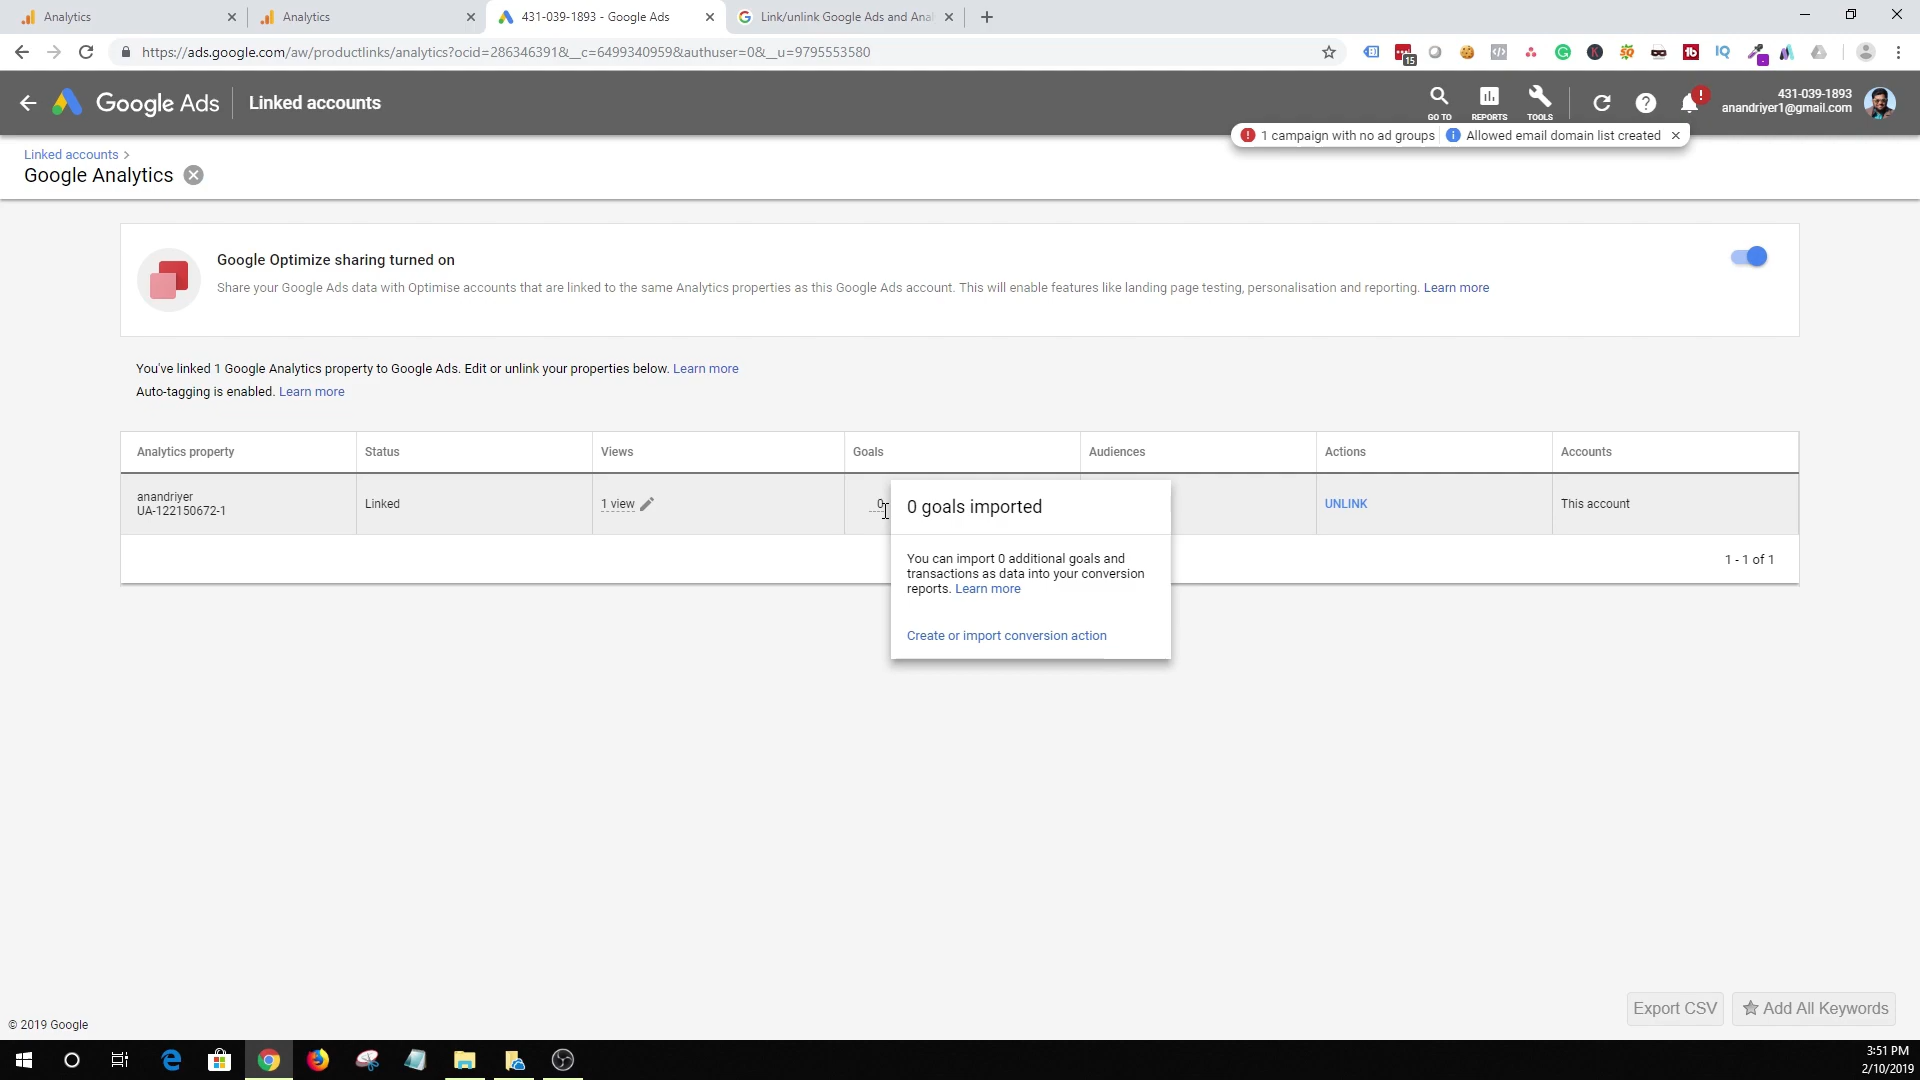 Analytics
Analytics
431-039-1893 - Google Ads
Link/unlink Google Ads and Anal
https://ads.google.com/aw/productlinks/analytics?ocid=286346391&__c=6499340959&authuser=0&__u=9795553580
15
Google Ads
Linked accounts
GO TO
REPORTS
TOOLS
431-039-1893
anandriyer1@gmail.com
1 campaign with no ad groups
Allowed email domain list created
Linked accounts >
Google Analytics
Google Optimize sharing turned on
Share your Google Ads data with Optimise accounts that are linked to the same Analytics properties as this Google Ads account. This will enable features like landing page testing, personalisation and reporting. Learn more
You've linked 1 Google Analytics property to Google Ads. Edit or unlink your properties below. Learn more
Auto-tagging is enabled. Learn more
Analytics property
Status
Views
Goals
Audiences
Actions
Accounts
anandriyer
UA-122150672-1
Linked
1 view
0
UNLINK
This account
0 goals imported
You can import 0 additional goals and
transactions as data into your conversion
reports. Learn more
Create or import conversion action
1 - 1 of 1
Export CSV
Add All Keywords
© 2019 Google
3:51 PM
2/10/2019